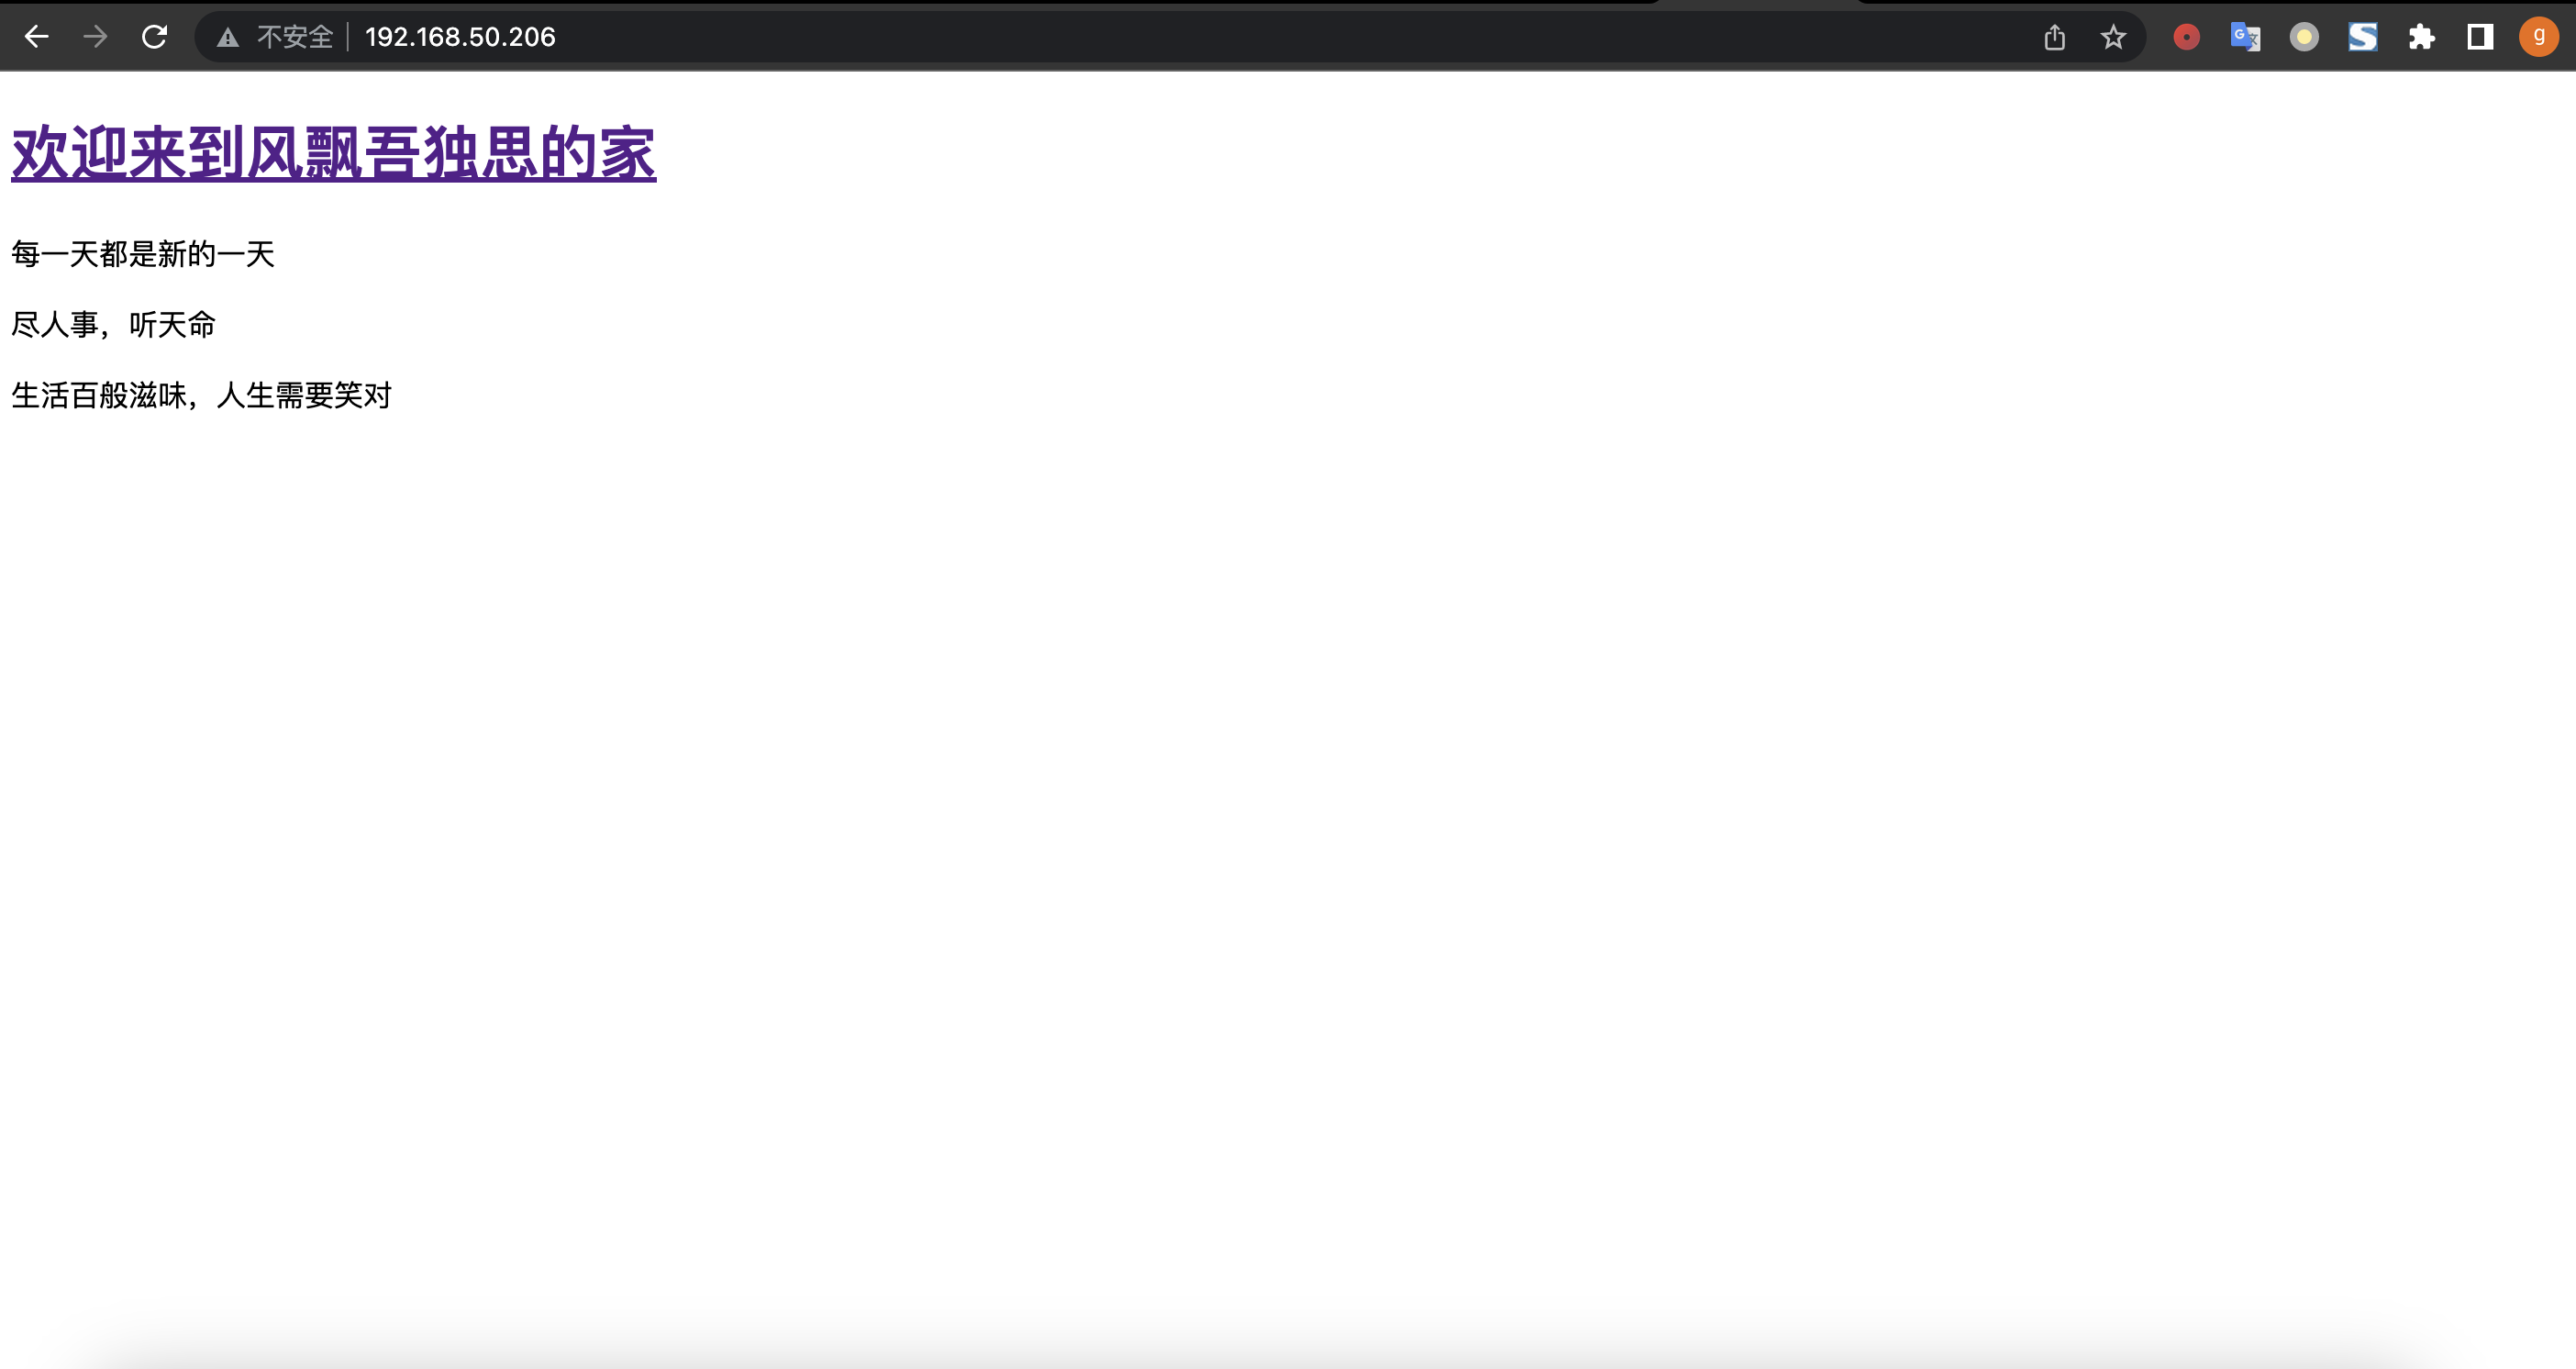 不安全 192.168.50.206
g
欢迎来到风飘吾独思的家
每一天都是新的一天
尽人事，听天命
生活百般滋味，人生需要笑对